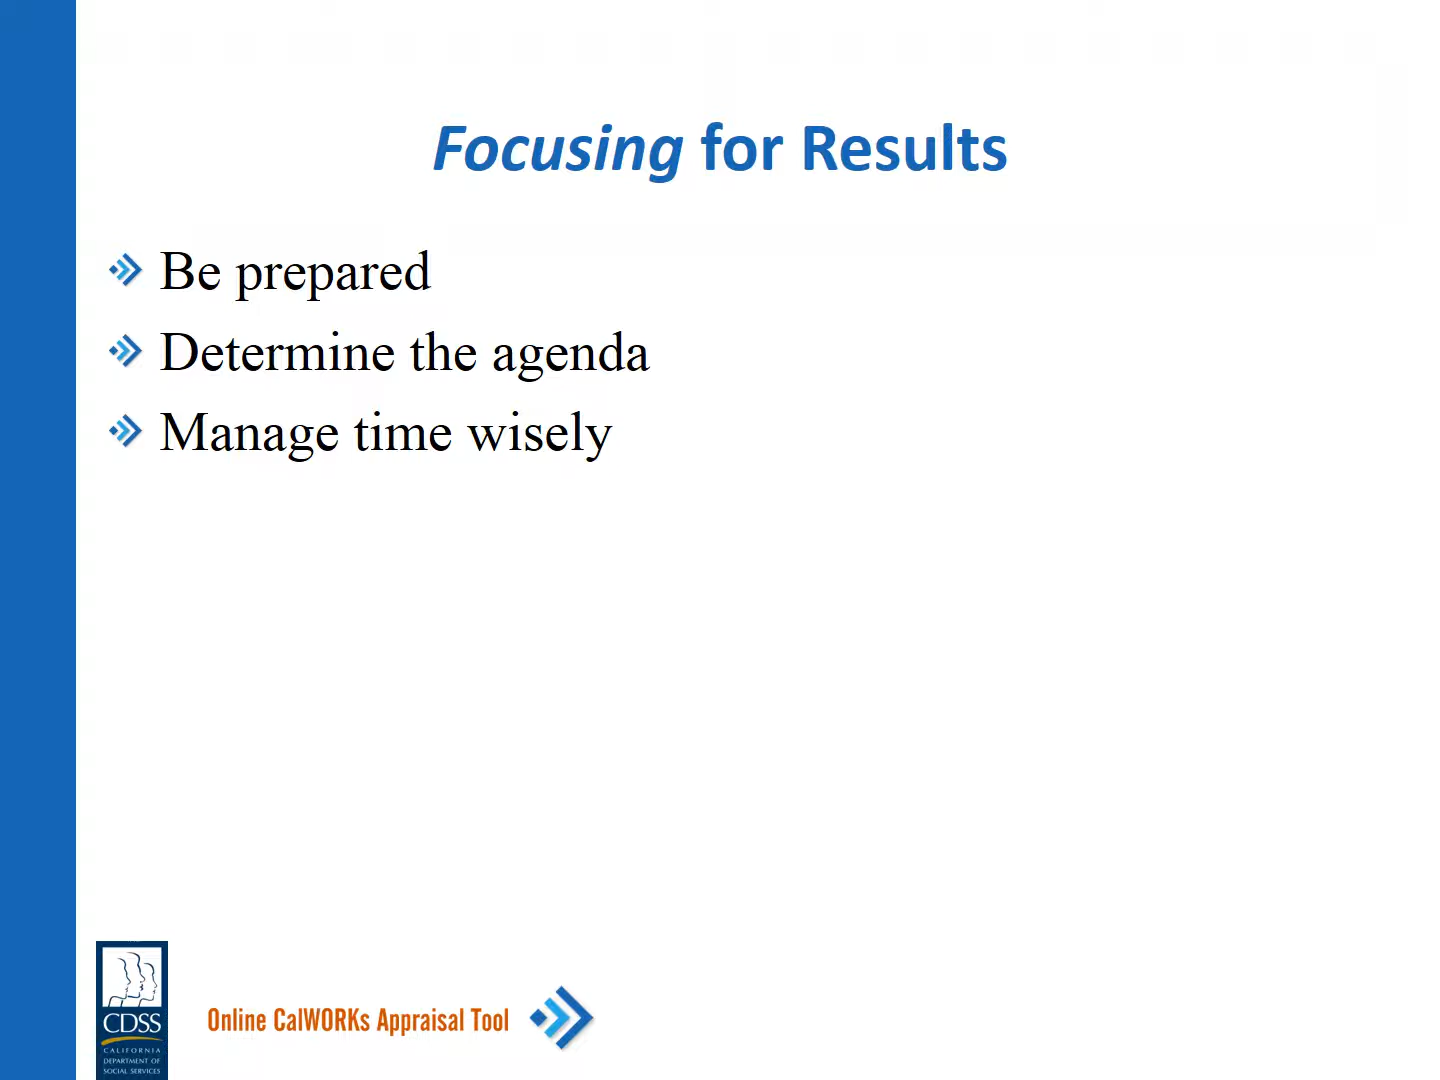 Focusing for Results
Be prepared
Determine the agenda
Manage time wisely
CDSS
CALIFORNIA
DEPARTMENT OF
SOCIAL SERVICES
Online CalWORKs Appraisal Tool